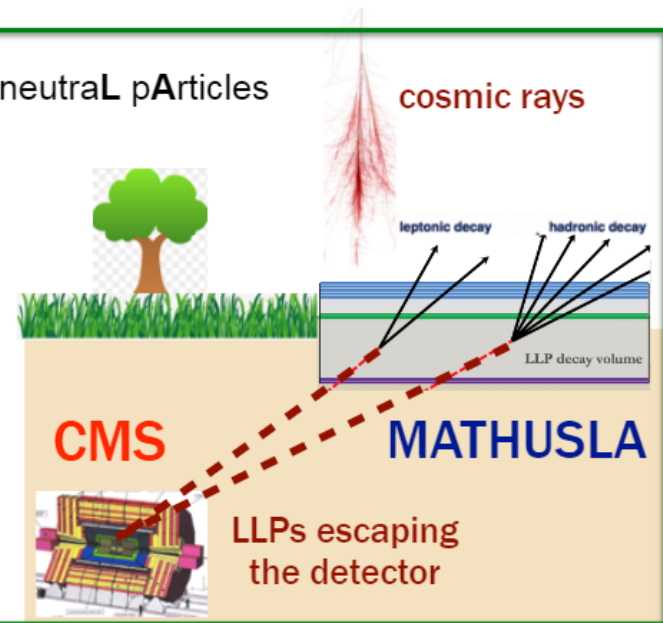 neutraL pArticles
cosmic rays
leptonic decay
hadronic decay
LLP decay volume
CMS
MATHUSLA
LLPs escaping
the detector